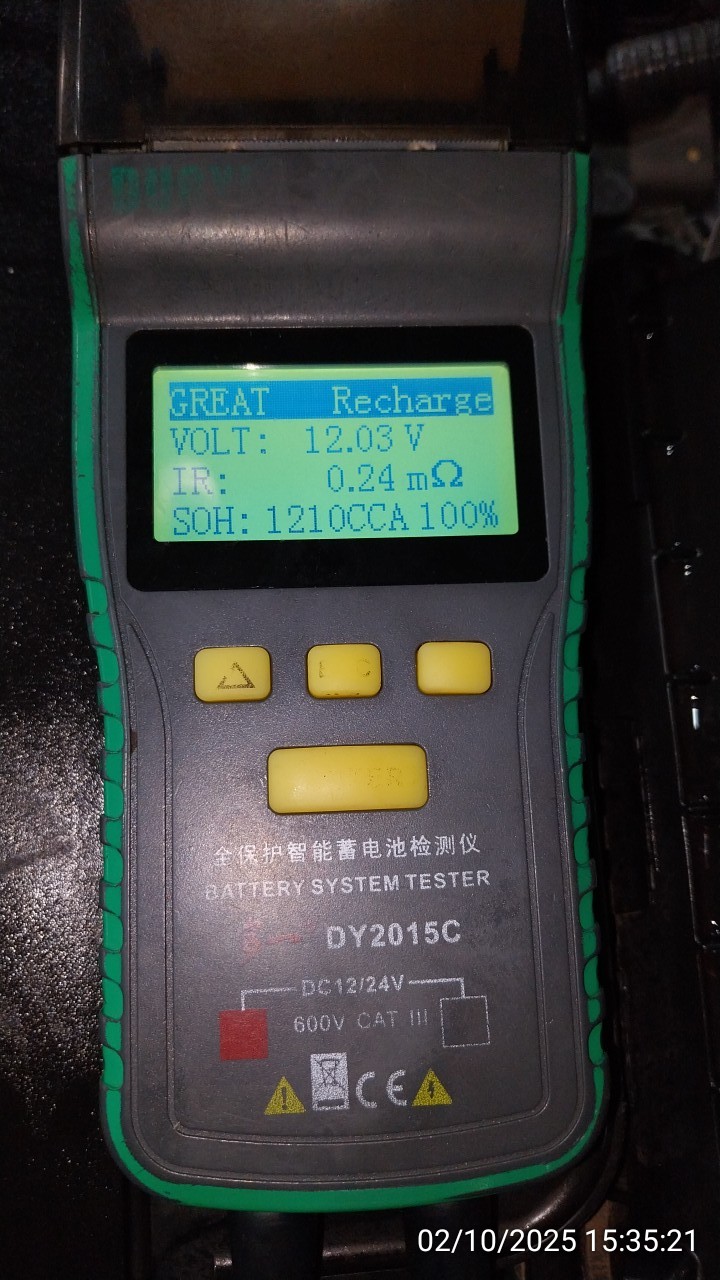 GREAT Recharge
VOLT: 12.03 V
IR: 0.24 mΩ
SOH: 1210CCA 100%
全保护智能蓄电池检测仪
BATTERY SYSTEM TESTER
DY2015C
DC12/24V
600V CAT III
CE
02/10/2025 15:35:21